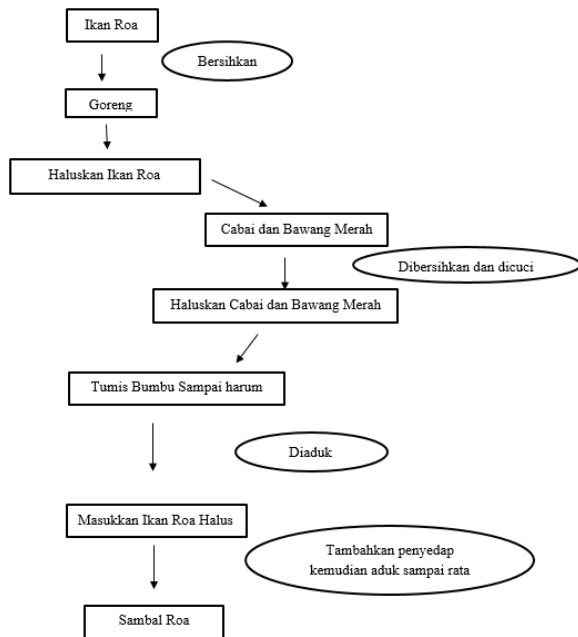 Ikan Roa
Bersihkan
Goreng
Haluskan Ikan Roa
Cabai dan Bawang Merah
Dibersihkan dan dicuci
Haluskan Cabai dan Bawang Merah
Tumis Bumbu Sampai harum
Diaduk
Masukkan Ikan Roa Halus
Tambahkan penyedap
kemudian aduk sampai rata
Sambal Roa